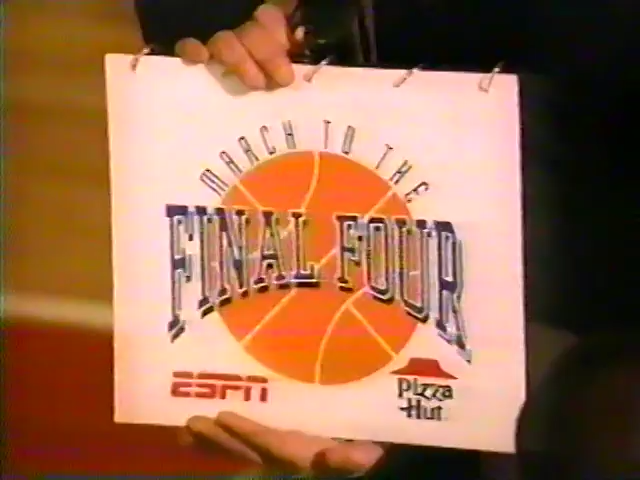 MARCH TO THE
FINAL FOUR
ESPN
Pizza
Hut